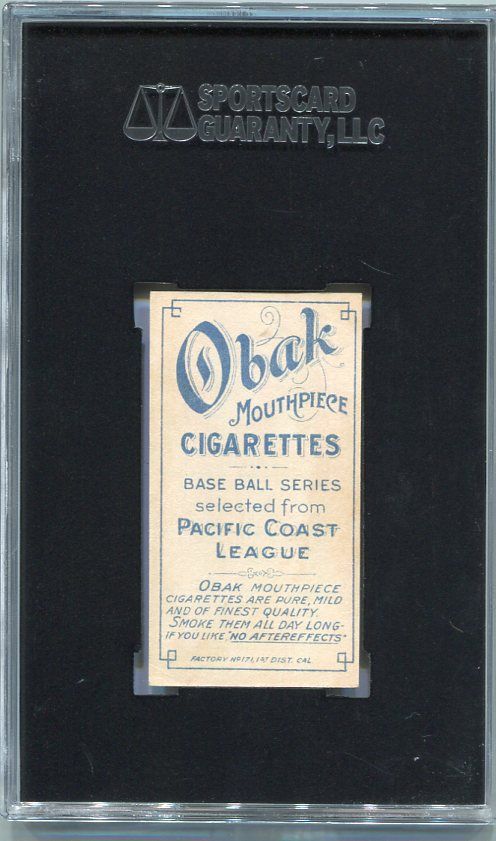 SPORTSCARD
GUARANTY, LLC
Obak
MOUTHPIECE
CIGARETTES
BASE BALL SERIES
selected from
PACIFIC COAST
LEAGUE
OBAK MOUTHPIECE
CIGARETTES ARE PURE, MILD
AND OF FINEST QUALITY.
SMOKE THEM ALL DAY LONG-
IF YOU LIKE, "NO AFTEREFFECTS"
FACTORY Nº 171, 1ST DIST. CAL